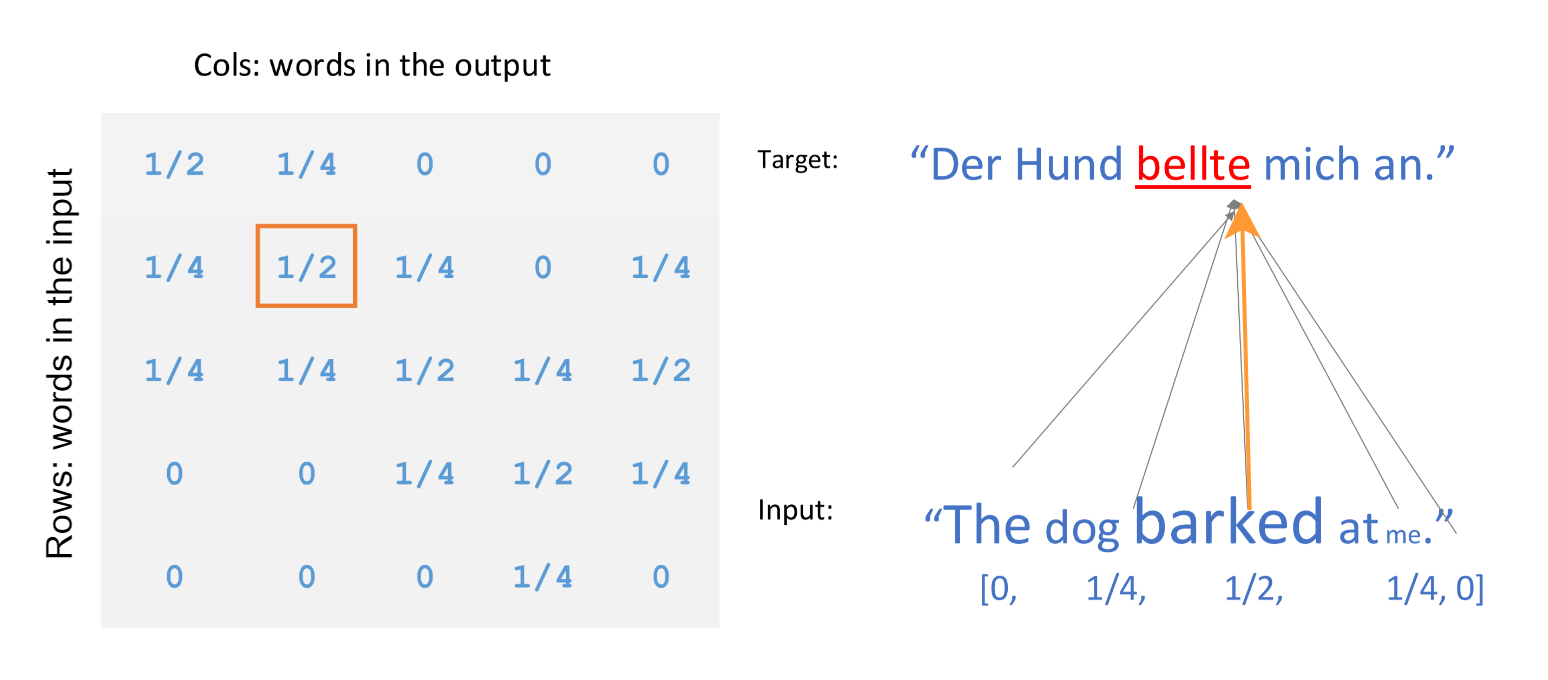 Cols: words in the output
Rows: words in the input
1/2 1/4 0 0 0
1/4 1/2 1/4 0 1/4
1/4 1/4 1/2 1/4 1/2
0 0 1/4 1/2 1/4
0 0 0 1/4 0
Target: “Der Hund bellte mich an.”
Input: “The dog barked at me.”
[0, 1/4, 1/2, 1/4, 0]